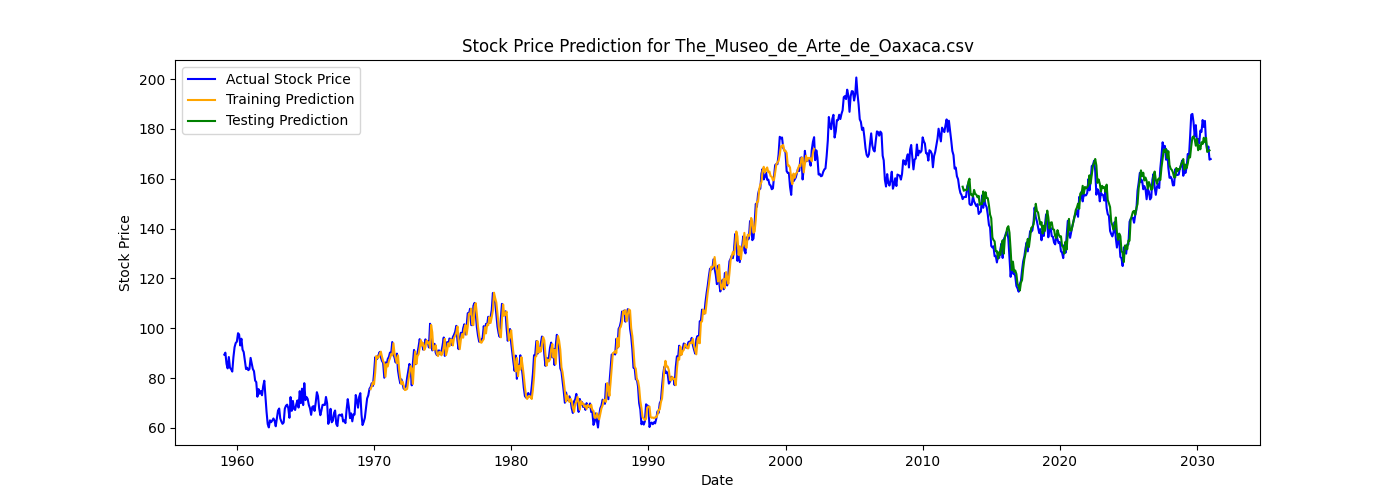 Stock Price Prediction for The_Museo_de_Arte_de_Oaxaca.csv
Actual Stock Price
Training Prediction
Testing Prediction
Stock Price
200
180
160
140
120
100
80
60
1960 1970 1980 1990 2000 2010 2020 2030
Date